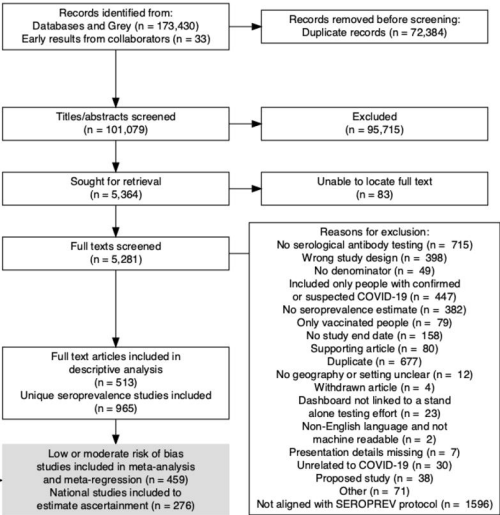 Records identified from:
Databases and Grey (n = 173,430)
Early results from collaborators (n = 33)
Records removed before screening:
Duplicate records (n = 72,384)
Titles/abstracts screened
(n = 101,079)
Excluded
(n = 95,715)
Sought for retrieval
(n = 5,364)
Unable to locate full text
(n = 83)
Full texts screened
(n = 5,281)
Reasons for exclusion:
No serological antibody testing (n = 715)
Wrong study design (n = 398)
No denominator (n = 49)
Included only people with confirmed
or suspected COVID-19 (n = 447)
No seroprevalence estimate (n = 382)
Only vaccinated people (n = 79)
No study end date (n = 158)
Supporting article (n = 80)
Duplicate (n = 677)
No geography or setting unclear (n = 12)
Withdrawn article (n = 4)
Dashboard not linked to a stand
alone testing effort (n = 23)
Non-English language and not
machine readable (n = 2)
Presentation details missing (n = 7)
Unrelated to COVID-19 (n = 30)
Proposed study (n = 38)
Other (n = 71)
Not aligned with SEROPREV protocol (n = 1596)
Full text articles included in
descriptive analysis
(n = 513)
Unique seroprevalence studies included
(n = 965)
Low or moderate risk of bias
studies included in meta-analysis
and meta-regression (n = 459)
National studies included to
estimate ascertainment (n = 276)